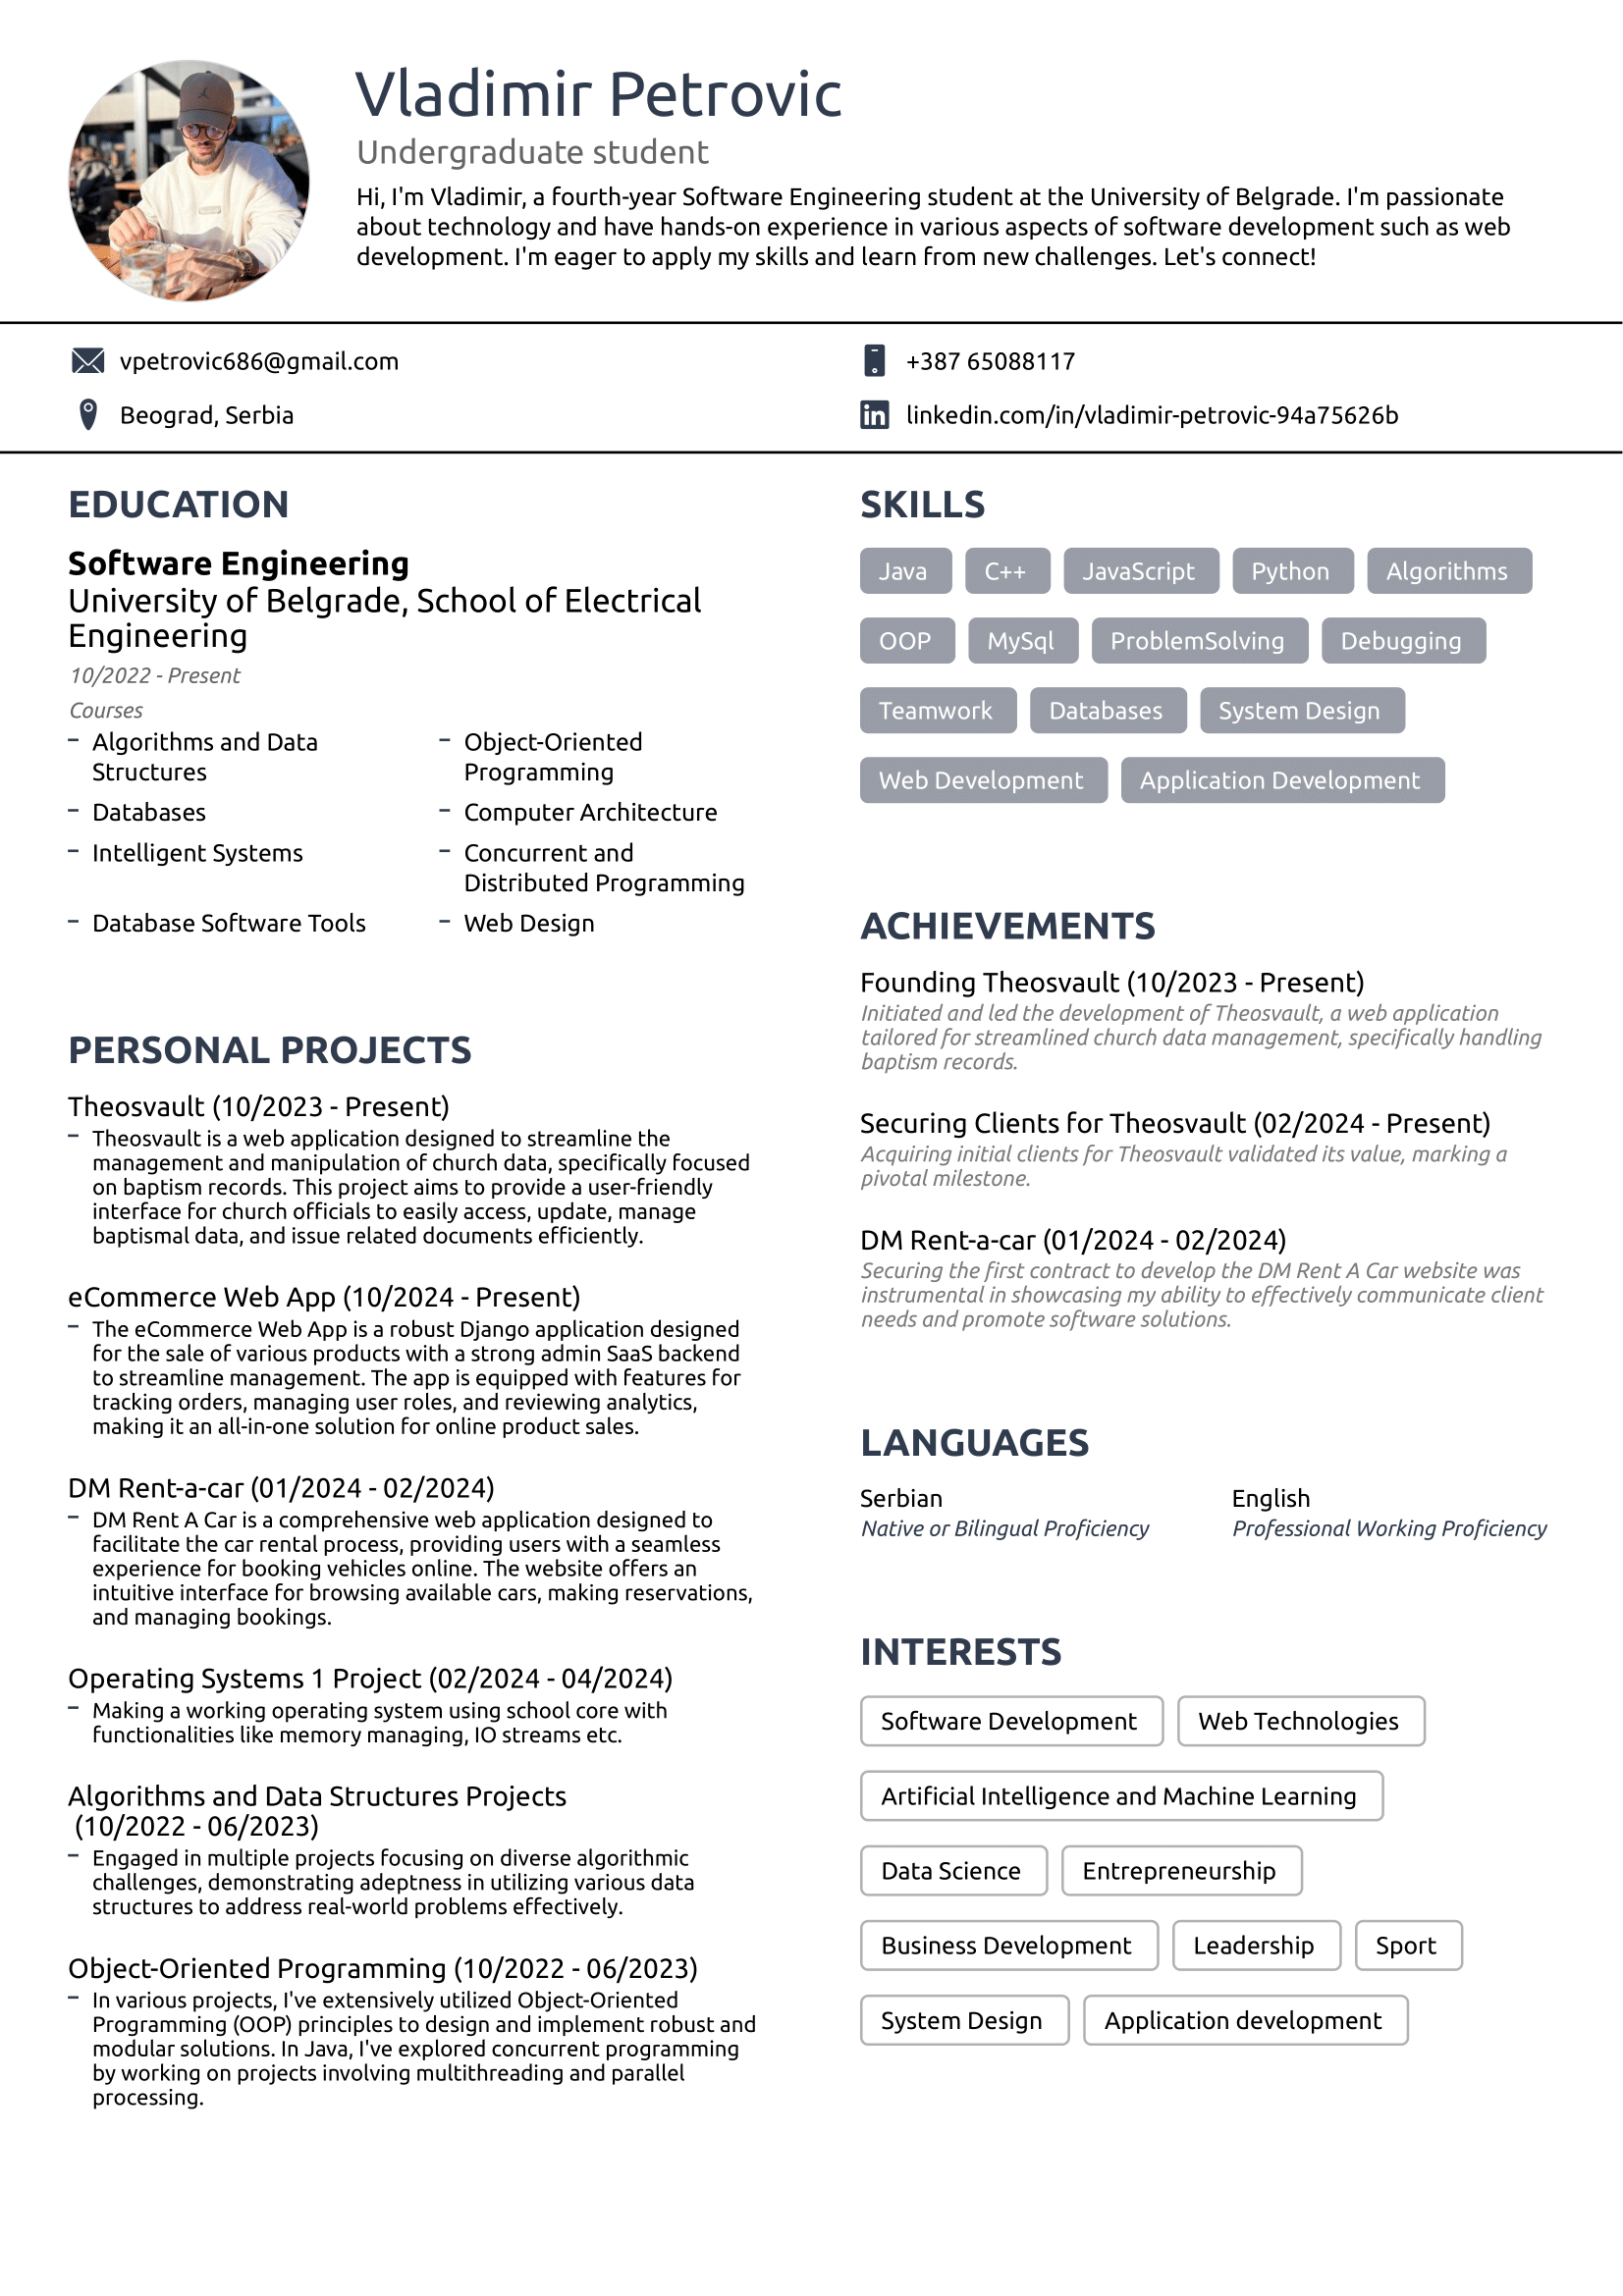 Vladimir Petrovic
Undergraduate student
Hi, I'm Vladimir, a fourth-year Software Engineering student at the University of Belgrade. I'm passionate
about technology and have hands-on experience in various aspects of software development such as web
development. I'm eager to apply my skills and learn from new challenges. Let's connect!
vpetrovic686@gmail.com
+387 65088117
Beograd, Serbia
linkedin.com/in/vladimir-petrovic-94a75626b
EDUCATION
Software Engineering
University of Belgrade, School of Electrical
Engineering
10/2022 - Present
Courses
– Algorithms and Data
Structures
– Object-Oriented
Programming
– Databases
– Computer Architecture
– Intelligent Systems
– Concurrent and
Distributed Programming
– Database Software Tools
– Web Design
PERSONAL PROJECTS
Theosvault (10/2023 - Present)
– Theosvault is a web application designed to streamline the
management and manipulation of church data, specifically focused
on baptism records. This project aims to provide a user-friendly
interface for church officials to easily access, update, manage
baptismal data, and issue related documents efficiently.
eCommerce Web App (10/2024 - Present)
– The eCommerce Web App is a robust Django application designed
for the sale of various products with a strong admin SaaS backend
to streamline management. The app is equipped with features for
tracking orders, managing user roles, and reviewing analytics,
making it an all-in-one solution for online product sales.
DM Rent-a-car (01/2024 - 02/2024)
– DM Rent A Car is a comprehensive web application designed to
facilitate the car rental process, providing users with a seamless
experience for booking vehicles online. The website offers an
intuitive interface for browsing available cars, making reservations,
and managing bookings.
Operating Systems 1 Project (02/2024 - 04/2024)
– Making a working operating system using school core with
functionalities like memory managing, IO streams etc.
Algorithms and Data Structures Projects
(10/2022 - 06/2023)
– Engaged in multiple projects focusing on diverse algorithmic
challenges, demonstrating adeptness in utilizing various data
structures to address real-world problems effectively.
Object-Oriented Programming (10/2022 - 06/2023)
– In various projects, I've extensively utilized Object-Oriented
Programming (OOP) principles to design and implement robust and
modular solutions. In Java, I've explored concurrent programming
by working on projects involving multithreading and parallel
processing.
SKILLS
Java C++ JavaScript Python Algorithms
OOP MySql ProblemSolving Debugging
Teamwork Databases System Design
Web Development Application Development
ACHIEVEMENTS
Founding Theosvault (10/2023 - Present)
Initiated and led the development of Theosvault, a web application
tailored for streamlined church data management, specifically handling
baptism records.
Securing Clients for Theosvault (02/2024 - Present)
Acquiring initial clients for Theosvault validated its value, marking a
pivotal milestone.
DM Rent-a-car (01/2024 - 02/2024)
Securing the first contract to develop the DM Rent A Car website was
instrumental in showcasing my ability to effectively communicate client
needs and promote software solutions.
LANGUAGES
Serbian
Native or Bilingual Proficiency
English
Professional Working Proficiency
INTERESTS
Software Development Web Technologies
Artificial Intelligence and Machine Learning
Data Science Entrepreneurship
Business Development Leadership Sport
System Design Application development